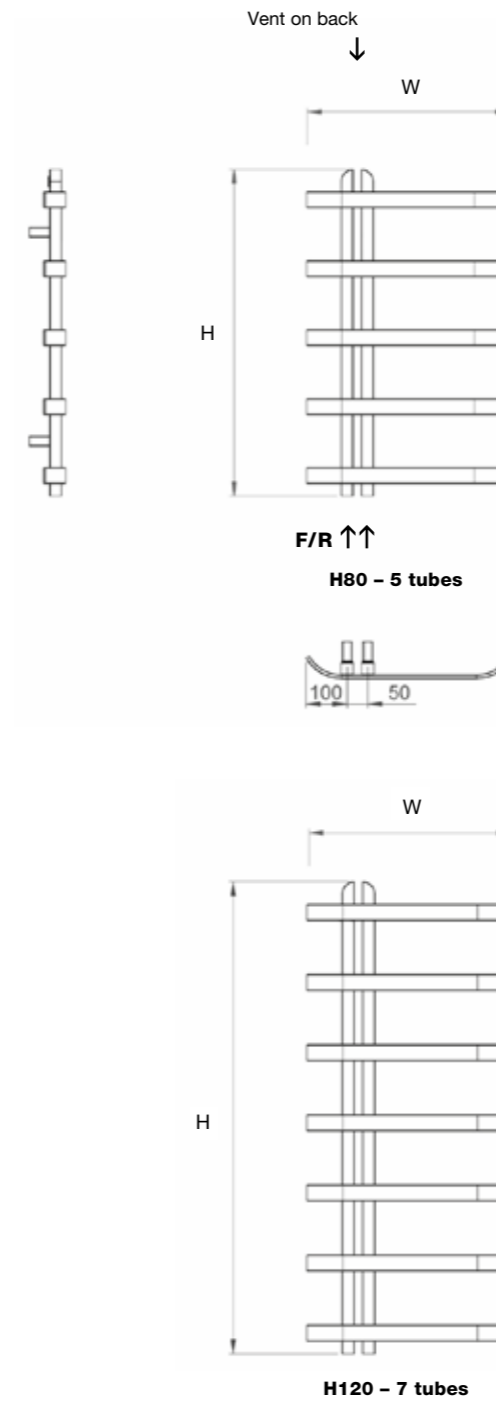 Vent on back
↓
W
H
F/R ↑↑
H80 – 5 tubes
100 50
W
H
H120 – 7 tubes